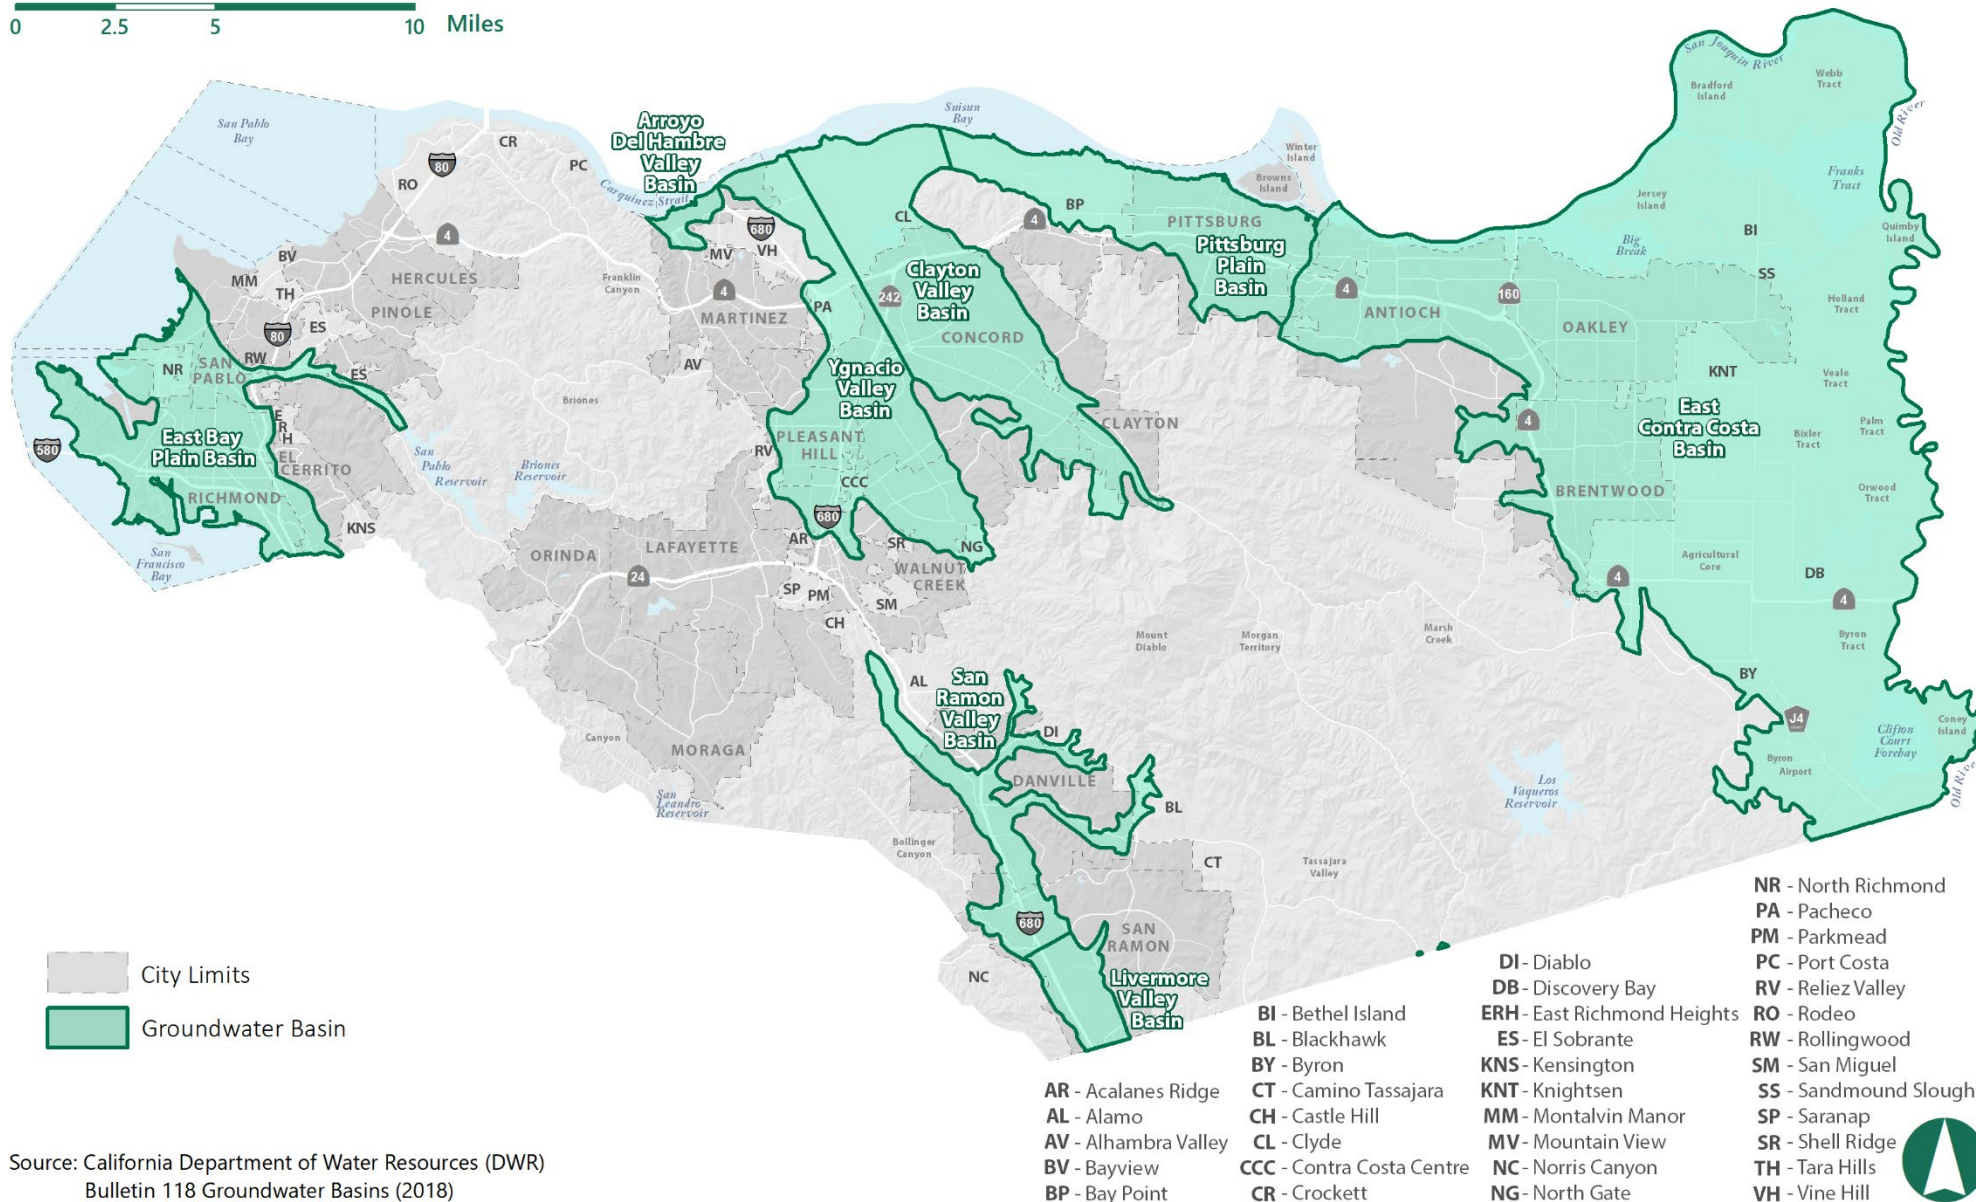 0 2.5 5 10 Miles
San Joaquin River
Webb
Tract
Bradford
Island
Old River
San Pablo
Bay
Suisun
Bay
Arroyo
Del Hambre
Valley
Basin
CR
PC
80
RO
Carquinez Strait
Winter
Island
Browns
Island
Franks
Tract
Jersey
Island
Quimby
Island
Big
Break
BI
SS
BP
PITTSBURG
Pittsburg
Plain
Basin
4
CL
680
MV
VH
4
BV
MM
TH
HERCULES
PINOLE
80
ES
Franklin
Canyon
4
MARTINEZ
PA
242
Clayton
Valley
Basin
CONCORD
4
ANTIOCH
160
OAKLEY
Holland
Tract
RW
SAN
PABLO
NR
ES
AV
Ygnacio
Valley
Basin
KNT
Veale
Tract
Briones
E
R
H
EL
CERRITO
East Bay
Plain Basin
580
RICHMOND
KNS
San
Pablo
Reservoir
Briones
Reservoir
PLEASANT
HILL
RV
CCC
CLAYTON
4
East
Contra Costa
Basin
Bixler
Tract
Palm
Tract
BRENTWOOD
Orwood
Tract
San
Francisco
Bay
ORINDA
LAFAYETTE
24
680
AR
SR
NG
WALNUT
CREEK
SP
PM
SM
CH
Agricultural
Core
4
DB
4
Mount
Diablo
Morgan
Territory
Marsh
Creek
Byron
Tract
AL
San
Ramon
Valley
Basin
BY
J4
Clifton
Court
Forebay
Coney
Island
Canyon
MORAGA
DI
DANVILLE
Byron
Airport
Old River
San
Leandro
Reservoir
BL
Los
Vaqueros
Reservoir
Bollinger
Canyon
CT
Tassajara
Valley
680
SAN
RAMON
NC
Livermore
Valley
Basin
City Limits
Groundwater Basin
AR - Acalanes Ridge
AL - Alamo
AV - Alhambra Valley
BV - Bayview
BP - Bay Point
BI - Bethel Island
BL - Blackhawk
BY - Byron
CT - Camino Tassajara
CH - Castle Hill
CL - Clyde
CCC - Contra Costa Centre
CR - Crockett
DI - Diablo
DB - Discovery Bay
ERH - East Richmond Heights
ES - El Sobrante
KNS - Kensington
KNT - Knightsen
MM - Montalvin Manor
MV - Mountain View
NC - Norris Canyon
NG - North Gate
NR - North Richmond
PA - Pacheco
PM - Parkmead
PC - Port Costa
RV - Reliez Valley
RO - Rodeo
RW - Rollingwood
SM - San Miguel
SS - Sandmound Slough
SP - Saranap
SR - Shell Ridge
TH - Tara Hills
VH - Vine Hill
Source: California Department of Water Resources (DWR)
Bulletin 118 Groundwater Basins (2018)